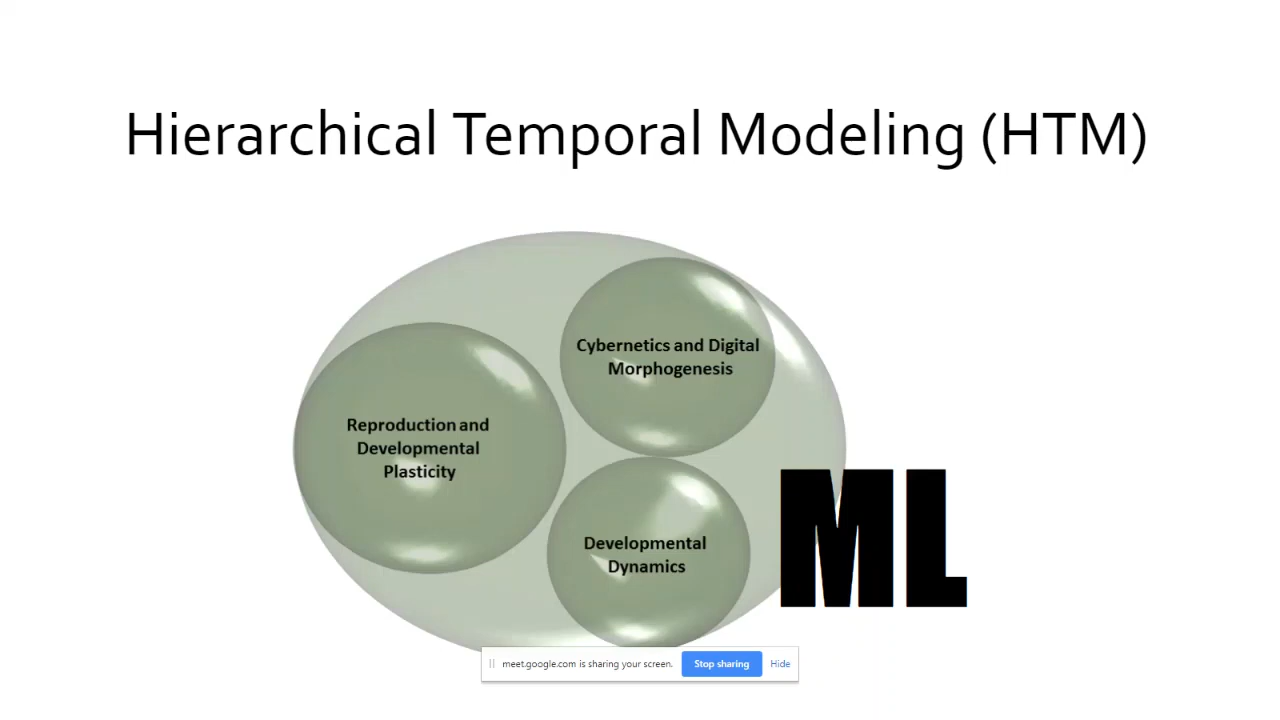 Hierarchical Temporal Modeling (HTM)
Cybernetics and Digital
Morphogenesis
Reproduction and
Developmental
Plasticity
Developmental
Dynamics
ML
meet.google.com is sharing your screen.
Stop sharing
Hide